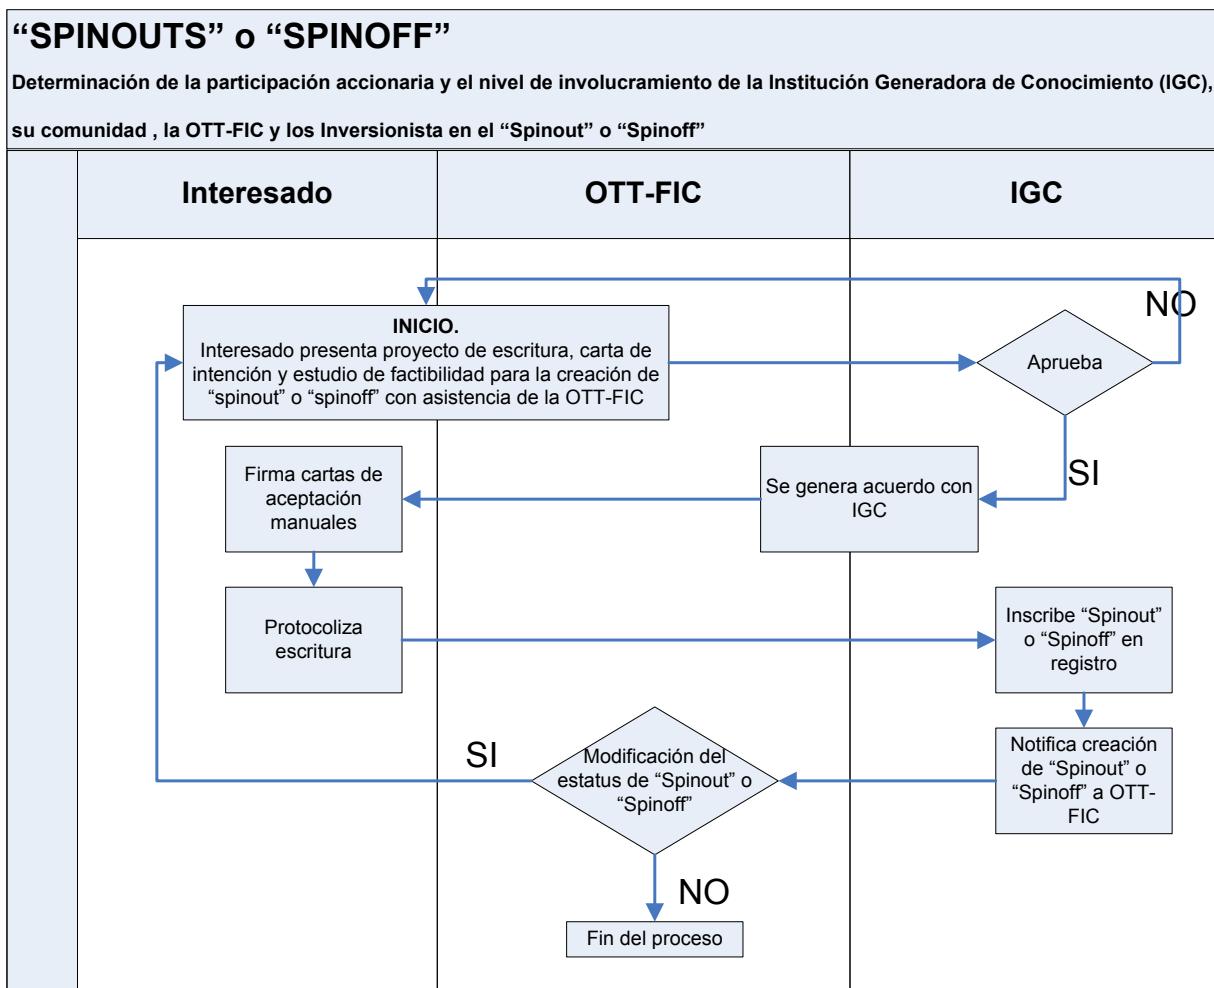 “SPINOUTS” o “SPINOFF”
Determinación de la participación accionaria y el nivel de involucramiento de la Institución Generadora de Conocimiento (IGC),
su comunidad , la OTT-FIC y los Inversionista en el “Spinout” o “Spinoff”
Interesado
OTT-FIC
IGC
NO
INICIO.
Interesado presenta proyecto de escritura, carta de
intención y estudio de factibilidad para la creación de
“spinout” o “spinoff” con asistencia de la OTT-FIC
Aprueba
SI
Firma cartas de
aceptación
manuales
Se genera acuerdo con
IGC
Protocoliza
escritura
Inscribe “Spinout”
o “Spinoff” en
registro
SI
Modificación del
estatus de “Spinout” o
“Spinoff”
Notifica creación
de “Spinout” o
“Spinoff” a OTT-
FIC
NO
Fin del proceso